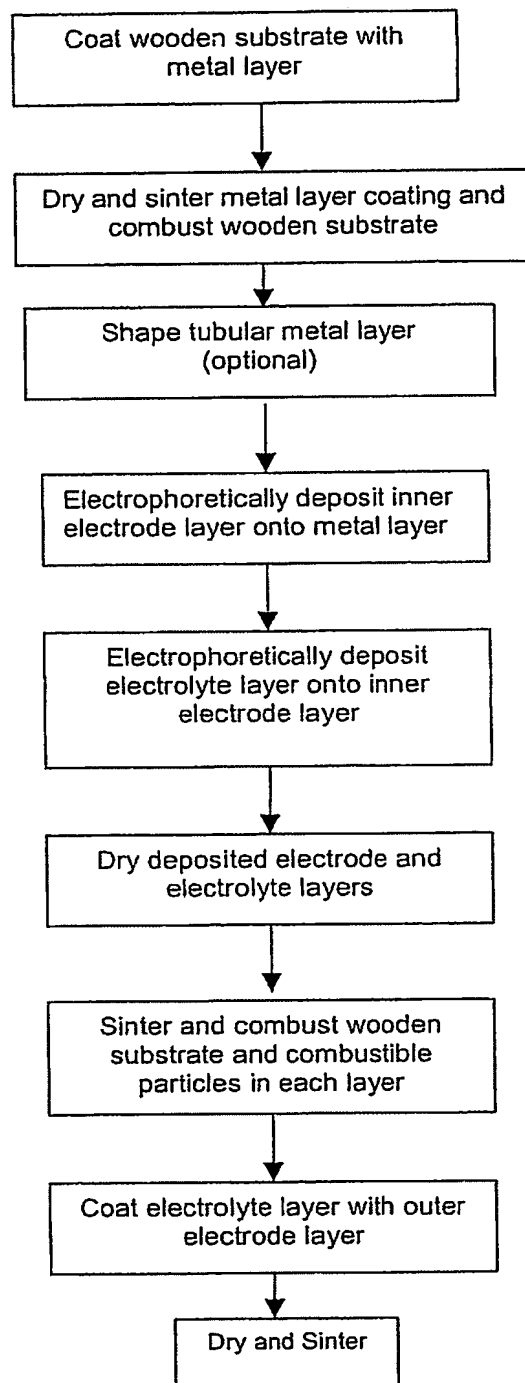 Coat wooden substrate with
metal layer
Dry and sinter metal layer coating and
combust wooden substrate
Shape tubular metal layer
(optional)
Electrophoretically deposit inner
electrode layer onto metal layer
Electrophoretically deposit
electrolyte layer onto inner
electrode layer
Dry deposited electrode and
electrolyte layers
Sinter and combust wooden
substrate and combustible
particles in each layer
Coat electrolyte layer with outer
electrode layer
Dry and Sinter